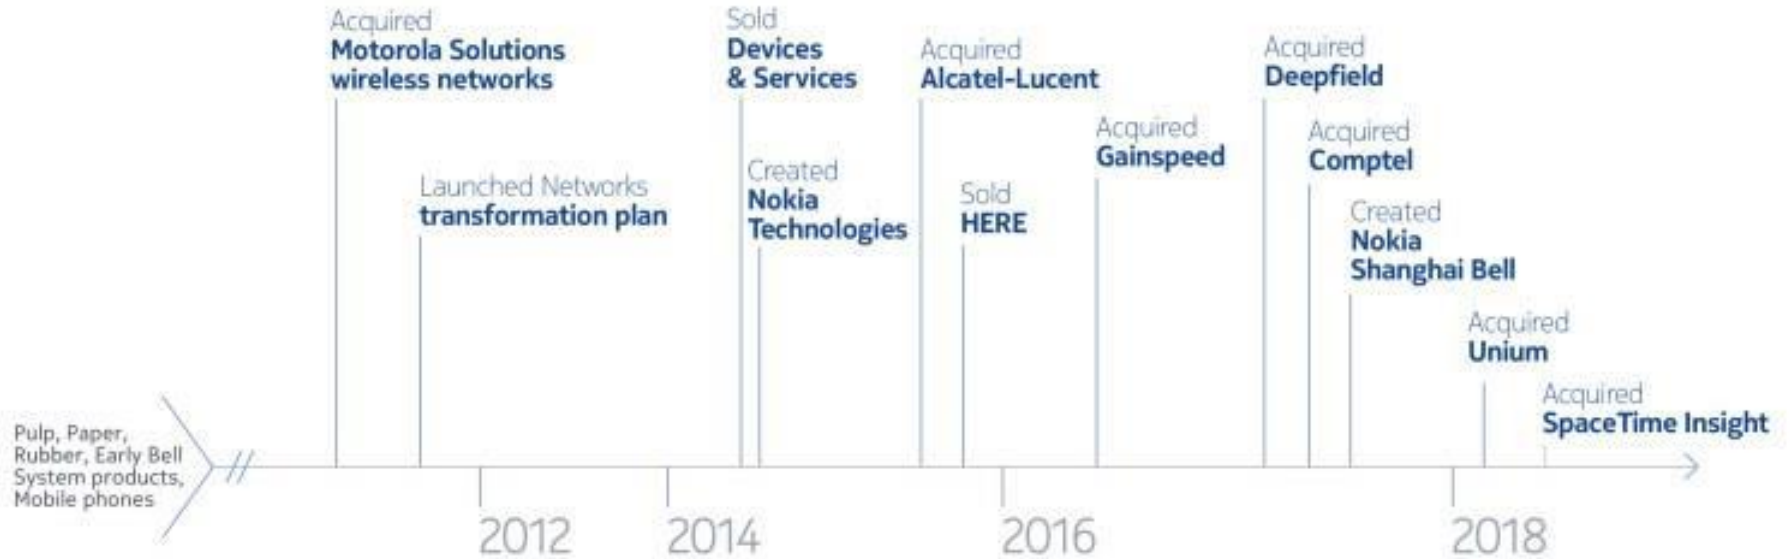 Acquired
Motorola Solutions
wireless networks
Launched Networks
transformation plan
Sold
Devices
& Services
Created
Nokia
Technologies
Acquired
Alcatel-Lucent
Sold
HERE
Acquired
Gainspeed
Acquired
Deepfield
Acquired
Comptel
Created
Nokia
Shanghai Bell
Acquired
Unium
Acquired
SpaceTime Insight
Pulp, Paper,
Rubber, Early Bell
System products,
Mobile phones
2012
2014
2016
2018